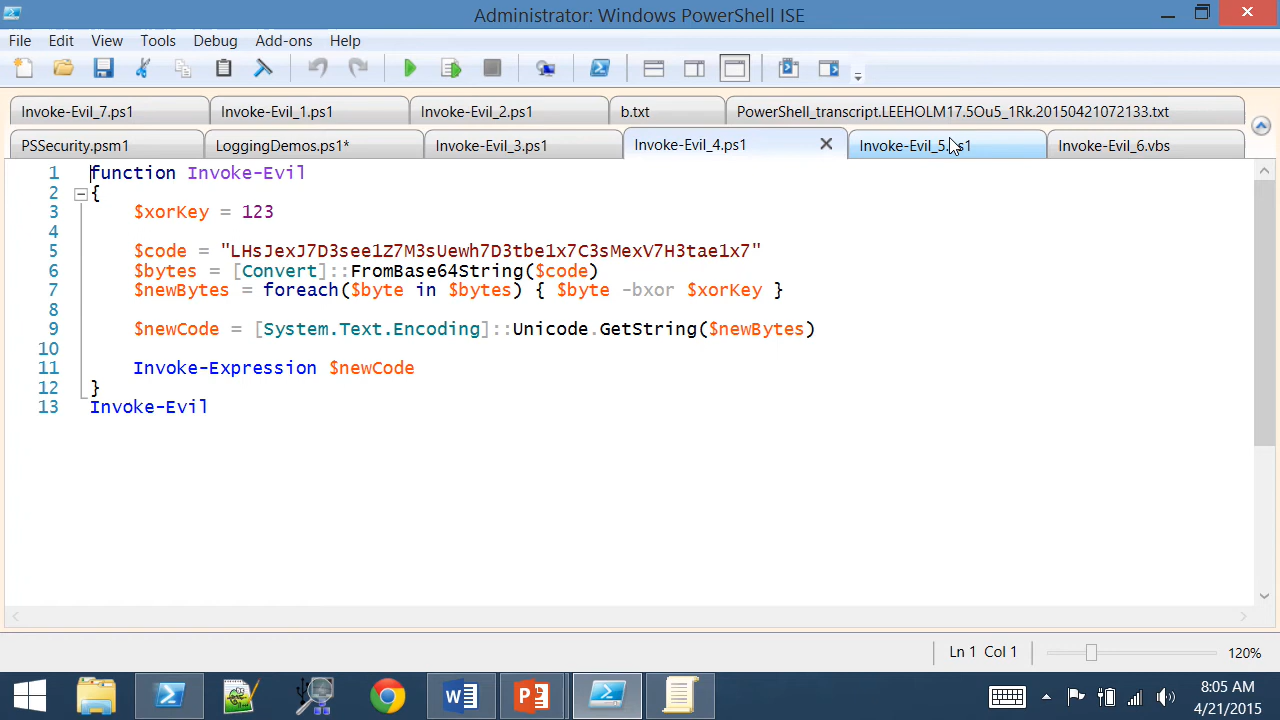 Administrator: Windows PowerShell ISE
File Edit View Tools Debug Add-ons Help
Invoke-Evil_7.ps1 Invoke-Evil_1.ps1 Invoke-Evil_2.ps1 b.txt PowerShell_transcript.LEEHOLM17.5Ou5_1Rk.20150421072133.txt
PSSecurity.psm1 LoggingDemos.ps1* Invoke-Evil_3.ps1 Invoke-Evil_4.ps1 Invoke-Evil_5.ps1 Invoke-Evil_6.vbs
1 function Invoke-Evil
2 {
3 $xorKey = 123
4
5 $code = "LHsJexJ7D3see1Z7M3sUewh7D3tbe1x7C3sMexV7H3tae1x7"
6 $bytes = [Convert]::FromBase64String($code)
7 $newBytes = foreach($byte in $bytes) { $byte -bxor $xorKey }
8
9 $newCode = [System.Text.Encoding]::Unicode.GetString($newBytes)
10
11 Invoke-Expression $newCode
12 }
13 Invoke-Evil
Ln 1 Col 1 120%
8:05 AM
4/21/2015